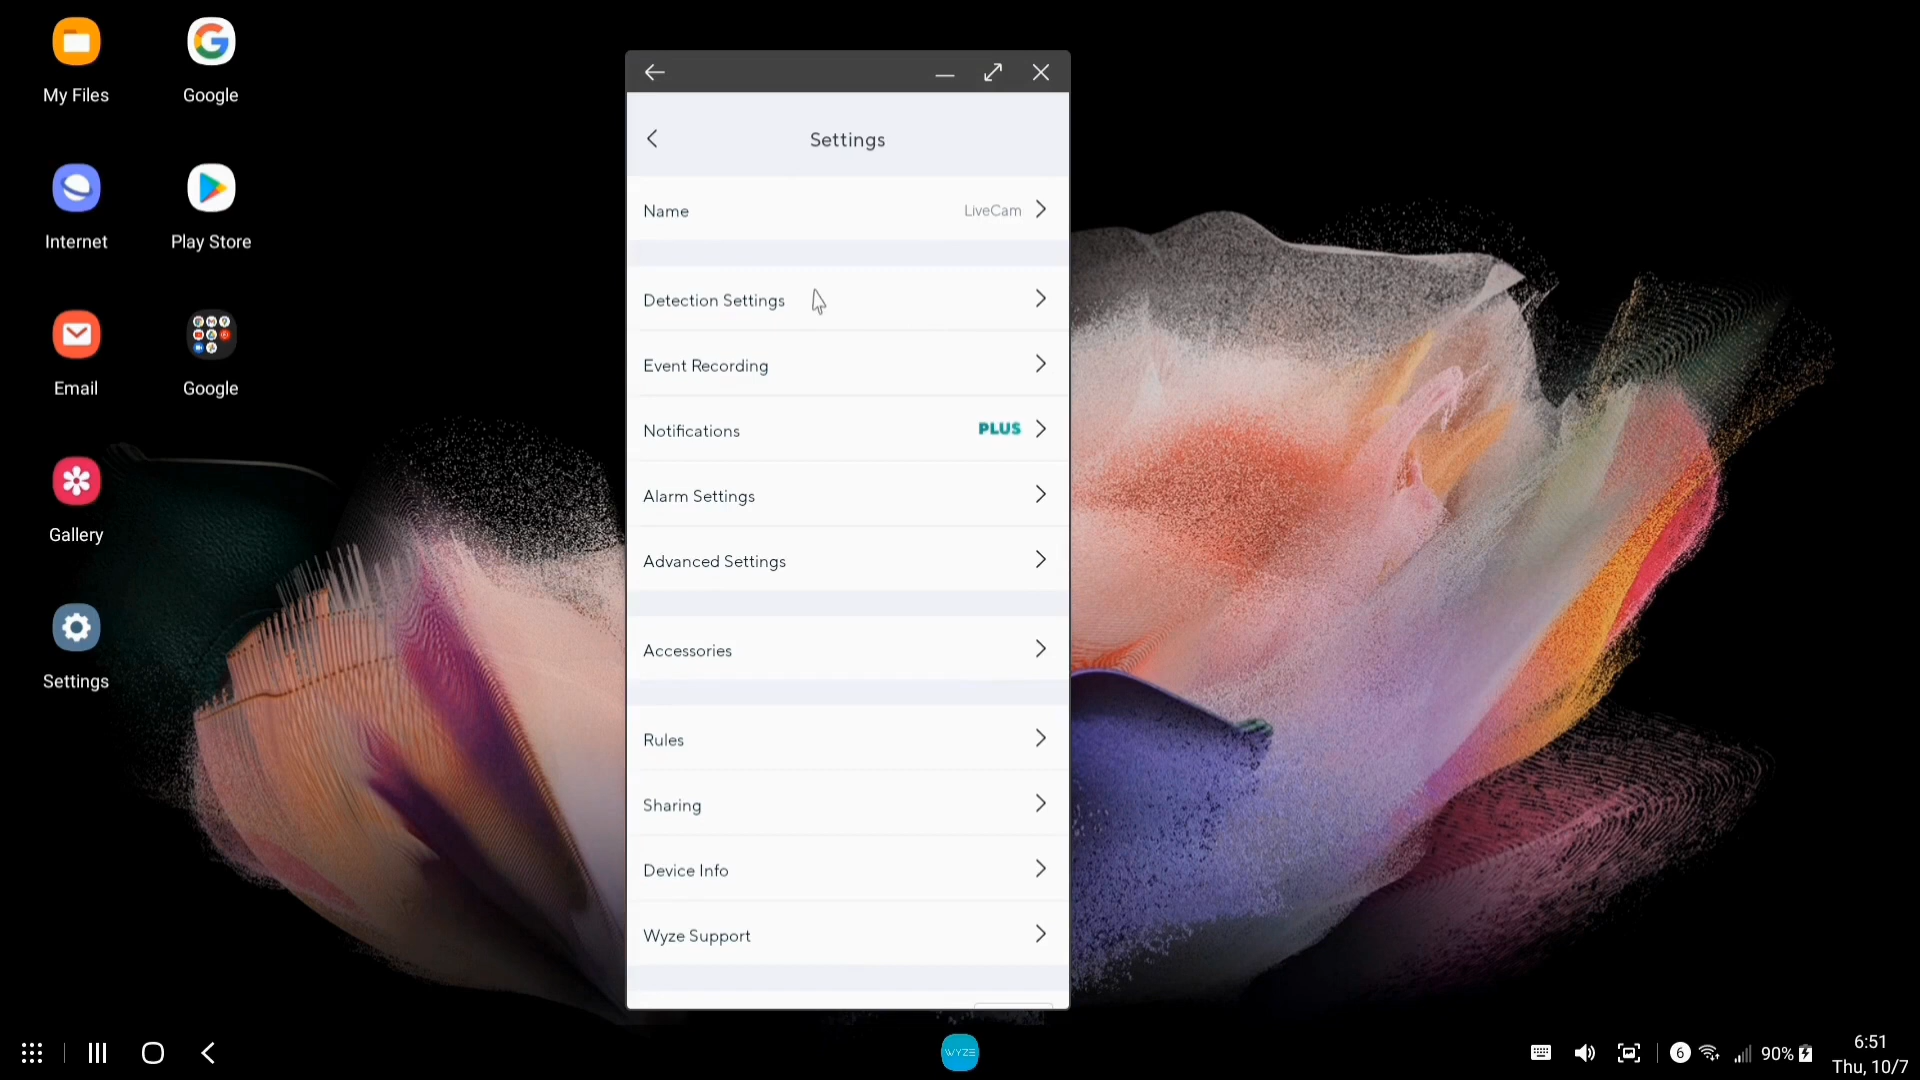 My Files
Google
Internet
Play Store
Email
Google
Gallery
Settings
Settings
Name
LiveCam
Detection Settings
Event Recording
Notifications
PLUS
Alarm Settings
Advanced Settings
Accessories
Rules
Sharing
Device Info
Wyze Support
WYZE
6
90%
6:51
Thu, 10/7